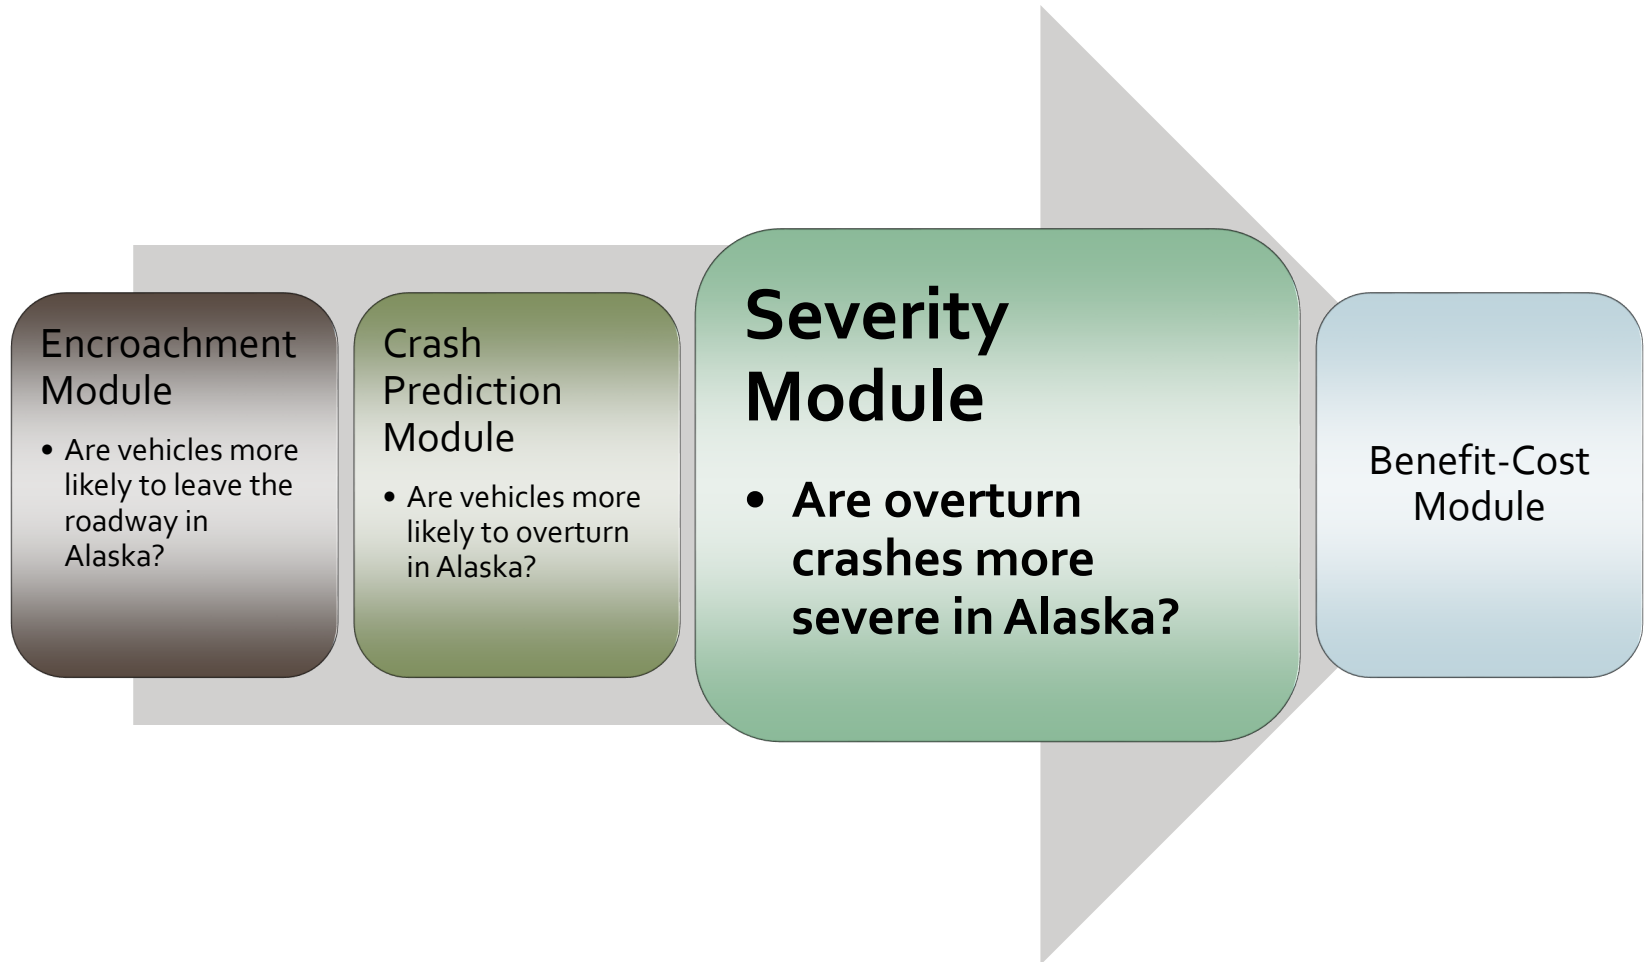 Encroachment
Module
• Are vehicles more
likely to leave the
roadway in
Alaska?
Crash
Prediction
Module
• Are vehicles more
likely to overturn
in Alaska?
Severity
Module
• Are overturn
crashes more
severe in Alaska?
Benefit-Cost
Module